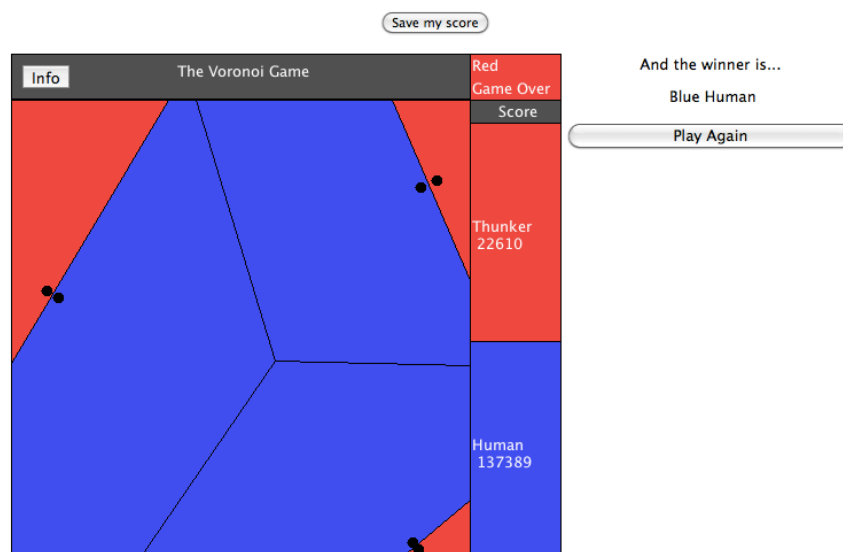 Save my score
Info
The Voronoi Game
Red
Game Over
Score
Thunker
22610
Human
137389
And the winner is...
Blue Human
Play Again